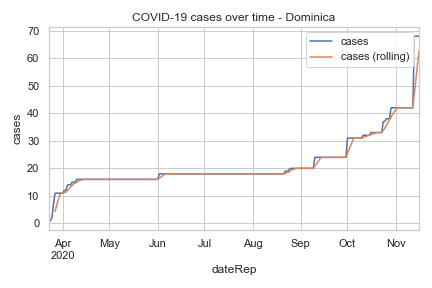 COVID-19 cases over time - Dominica
cases
cases (rolling)
70
60
50
40
30
20
10
0
cases
Apr May Jun Jul Aug Sep Oct Nov
2020
dateRep